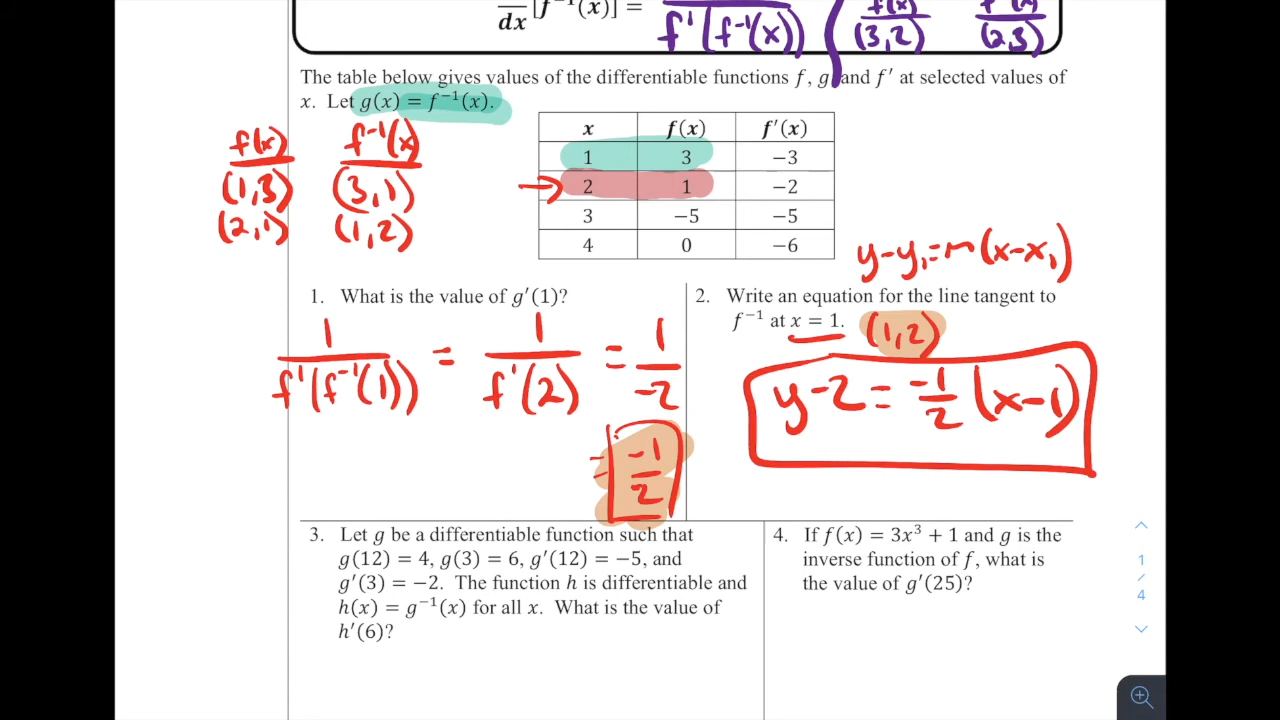 d/dx [f⁻¹(x)] = 1/f'(f⁻¹(x))
f(x) f⁻¹(x)
(3,2) (2,3)
The table below gives values of the differentiable functions f, g, and f′ at selected values of
x. Let g(x) = f⁻¹(x).
f(x) f⁻¹(x)
(1,3) (3,1)
(2,1) (1,2)
x f(x) f′(x)
1 3 −3
→ 2 1 −2
3 −5 −5
4 0 −6
y-y₁=m(x-x₁)
1. What is the value of g′(1)?
1/f'(f⁻¹(1)) = 1/f'(2) = 1/-2
= -1/2
2. Write an equation for the line tangent to
f⁻¹ at x = 1. (1,2)
y-2 = -1/2 (x-1)
3. Let g be a differentiable function such that
g(12) = 4, g(3) = 6, g′(12) = −5, and
g′(3) = −2. The function h is differentiable and
h(x) = g⁻¹(x) for all x. What is the value of
h′(6)?
4. If f(x) = 3x³ + 1 and g is the
inverse function of f, what is
the value of g′(25)?
1
/
4